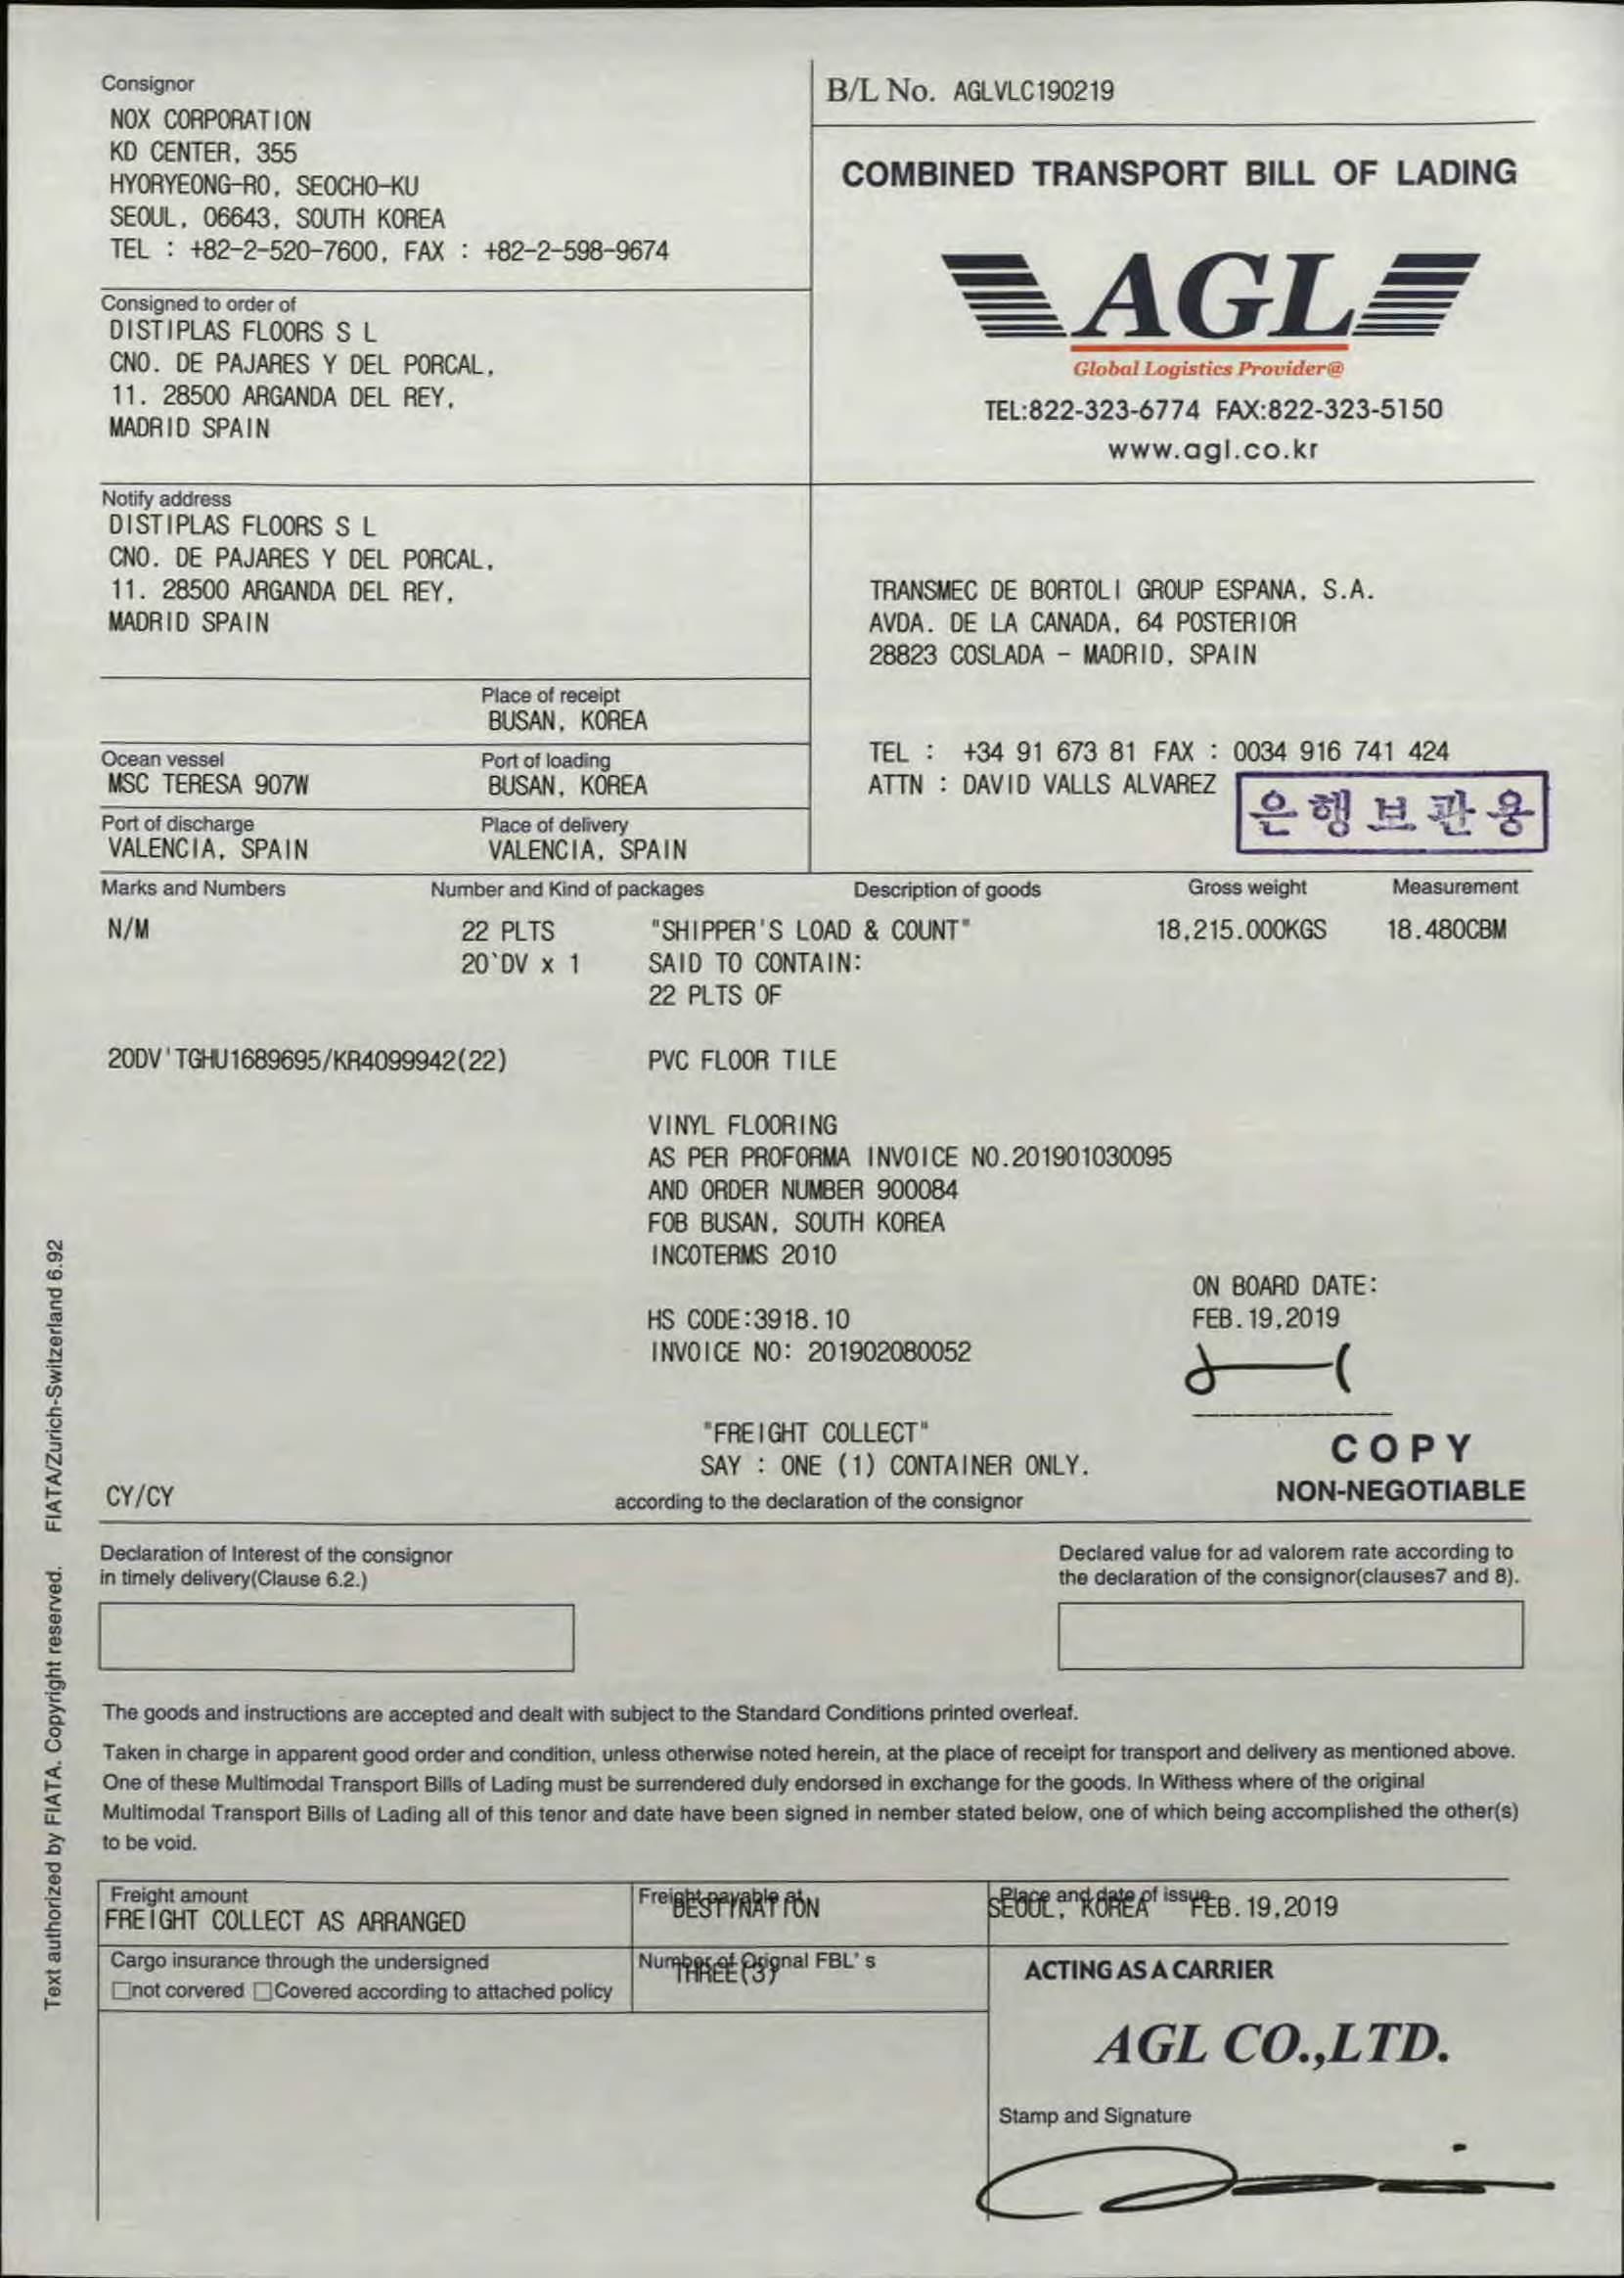 Consignor
NOX CORPORATION
KD CENTER, 355
HYORYEONG-RO, SEOCHO-KU
SEOUL, 06643, SOUTH KOREA
TEL : +82-2-520-7600, FAX : +82-2-598-9674
B/L No. AGLVLC190219
COMBINED TRANSPORT BILL OF LADING
AGL
Global Logistics Provider@
TEL:822-323-6774 FAX:822-323-5150
www.agl.co.kr
Consigned to order of
DISTIPLAS FLOORS S L
CNO. DE PAJARES Y DEL PORCAL,
11. 28500 ARGANDA DEL REY,
MADRID SPAIN
Notify address
DISTIPLAS FLOORS S L
CNO. DE PAJARES Y DEL PORCAL,
11. 28500 ARGANDA DEL REY,
MADRID SPAIN
TRANSMEC DE BORTOLI GROUP ESPANA, S.A.
AVDA. DE LA CANADA, 64 POSTERIOR
28823 COSLADA - MADRID, SPAIN
TEL : +34 91 673 81 FAX : 0034 916 741 424
ATTN : DAVID VALLS ALVAREZ
은행보관용
Place of receipt
BUSAN, KOREA
Ocean vessel Port of loading
MSC TERESA 907W BUSAN, KOREA
Port of discharge Place of delivery
VALENCIA, SPAIN VALENCIA, SPAIN
Marks and Numbers Number and Kind of packages Description of goods Gross weight Measurement
N/M 22 PLTS "SHIPPER'S LOAD & COUNT" 18,215.000KGS 18.480CBM
20`DV x 1 SAID TO CONTAIN:
22 PLTS OF
20DV'TGHU1689695/KR4099942(22) PVC FLOOR TILE
VINYL FLOORING
AS PER PROFORMA INVOICE NO.201901030095
AND ORDER NUMBER 900084
FOB BUSAN, SOUTH KOREA
INCOTERMS 2010
HS CODE:3918.10
INVOICE NO: 201902080052
ON BOARD DATE:
FEB.19,2019
"FREIGHT COLLECT"
SAY : ONE (1) CONTAINER ONLY.
COPY
NON-NEGOTIABLE
CY/CY according to the declaration of the consignor
Declaration of Interest of the consignor
in timely delivery(Clause 6.2.)
Declared value for ad valorem rate according to
the declaration of the consignor(clauses7 and 8).
The goods and instructions are accepted and dealt with subject to the Standard Conditions printed overleaf.
Taken in charge in apparent good order and condition, unless otherwise noted herein, at the place of receipt for transport and delivery as mentioned above.
One of these Multimodal Transport Bills of Lading must be surrendered duly endorsed in exchange for the goods. In Withess where of the original
Multimodal Transport Bills of Lading all of this tenor and date have been signed in nember stated below, one of which being accomplished the other(s)
to be void.
Freight amount
FREIGHT COLLECT AS ARRANGED
Freight payable at
DESTINATION
Place and date of issue
SEOUL, KOREA FEB.19,2019
Cargo insurance through the undersigned
not corvered Covered according to attached policy
Number of Orignal FBL's
THREE(3)
ACTING AS A CARRIER
AGL CO.,LTD.
Stamp and Signature
Text authorized by FIATA. Copyright reserved. FIATA/Zurich-Switzerland 6.92